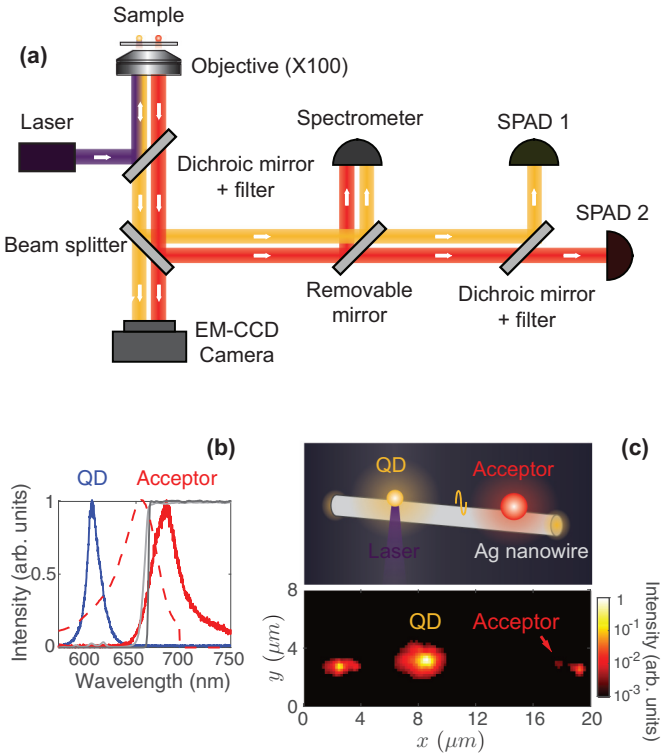 Sample
(a)
Objective (X100)
Laser
Spectrometer
SPAD 1
Dichroic mirror
+ filter
SPAD 2
Beam splitter
Removable
mirror
Dichroic mirror
+ filter
EM-CCD
Camera
(b)
QD
Acceptor
Intensity (arb. units)
1
0.5
0
600
650
700
750
Wavelength (nm)
(c)
QD
Acceptor
Laser
Ag nanowire
QD
Acceptor
y (μm)
8
4
0
0
4
8
12
16
20
x (μm)
1
10⁻¹
10⁻²
10⁻³
Intensity (arb. units)